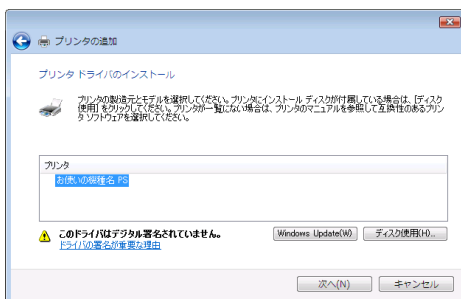 プリンタの追加
プリンタ ドライバのインストール
プリンタの製造元とモデルを選択してください。プリンタにインストール ディスクが付属している場合は、[ディスク
使用] をクリックしてください。プリンタが一覧にない場合は、プリンタのマニュアルを参照して互換性のあるプリン
タ ソフトウェアを選択してください。
プリンタ
お使いの機種名 PS
このドライバはデジタル署名されていません。
Windows Update(W)
ディスク使用(H)...
ドライバの署名が重要な理由
次へ(N)
キャンセル